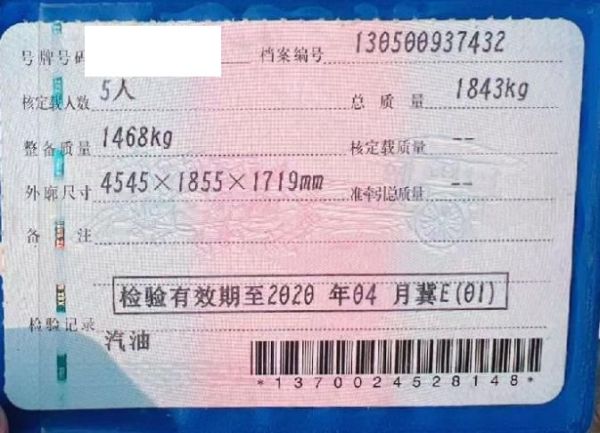 号牌号码 档案编号 130500937432
核定载人数 5人 总质量 1843kg
整备质量 1468kg 核定载质量 --
外廓尺寸 4545×1855×1719mm 准牵引总质量 --
备注
检验有效期至2020 年04 月冀E(01)
检验记录
汽油
*1370024528148*